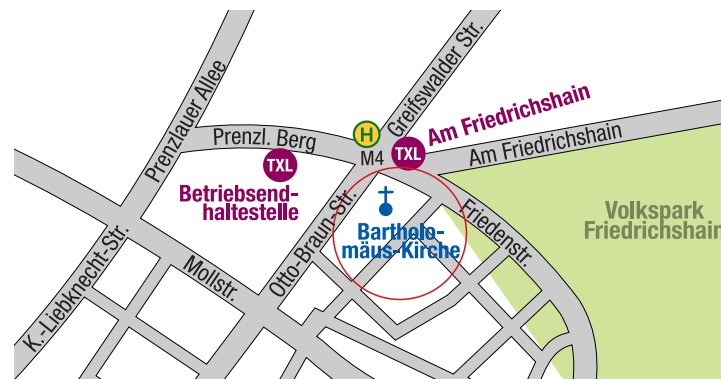 Prenzlauer Allee
Greifswalder Str.
Am Friedrichshain
H
Prenzl. Berg
M4
TXL
Am Friedrichshain
TXL
Betriebsend-
haltestelle
Otto-Braun-Str.
Bartholo-
mäus-Kirche
Friedenstr.
Volkspark
Friedrichshain
K.-Liebknecht-Str.
Mollstr.